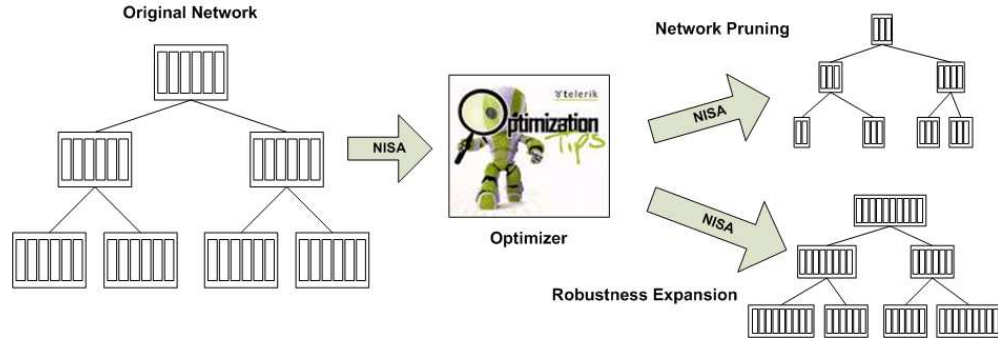 Original Network
Network Pruning
telerik
Optimization
Tips
NISA
NISA
NISA
Optimizer
Robustness Expansion